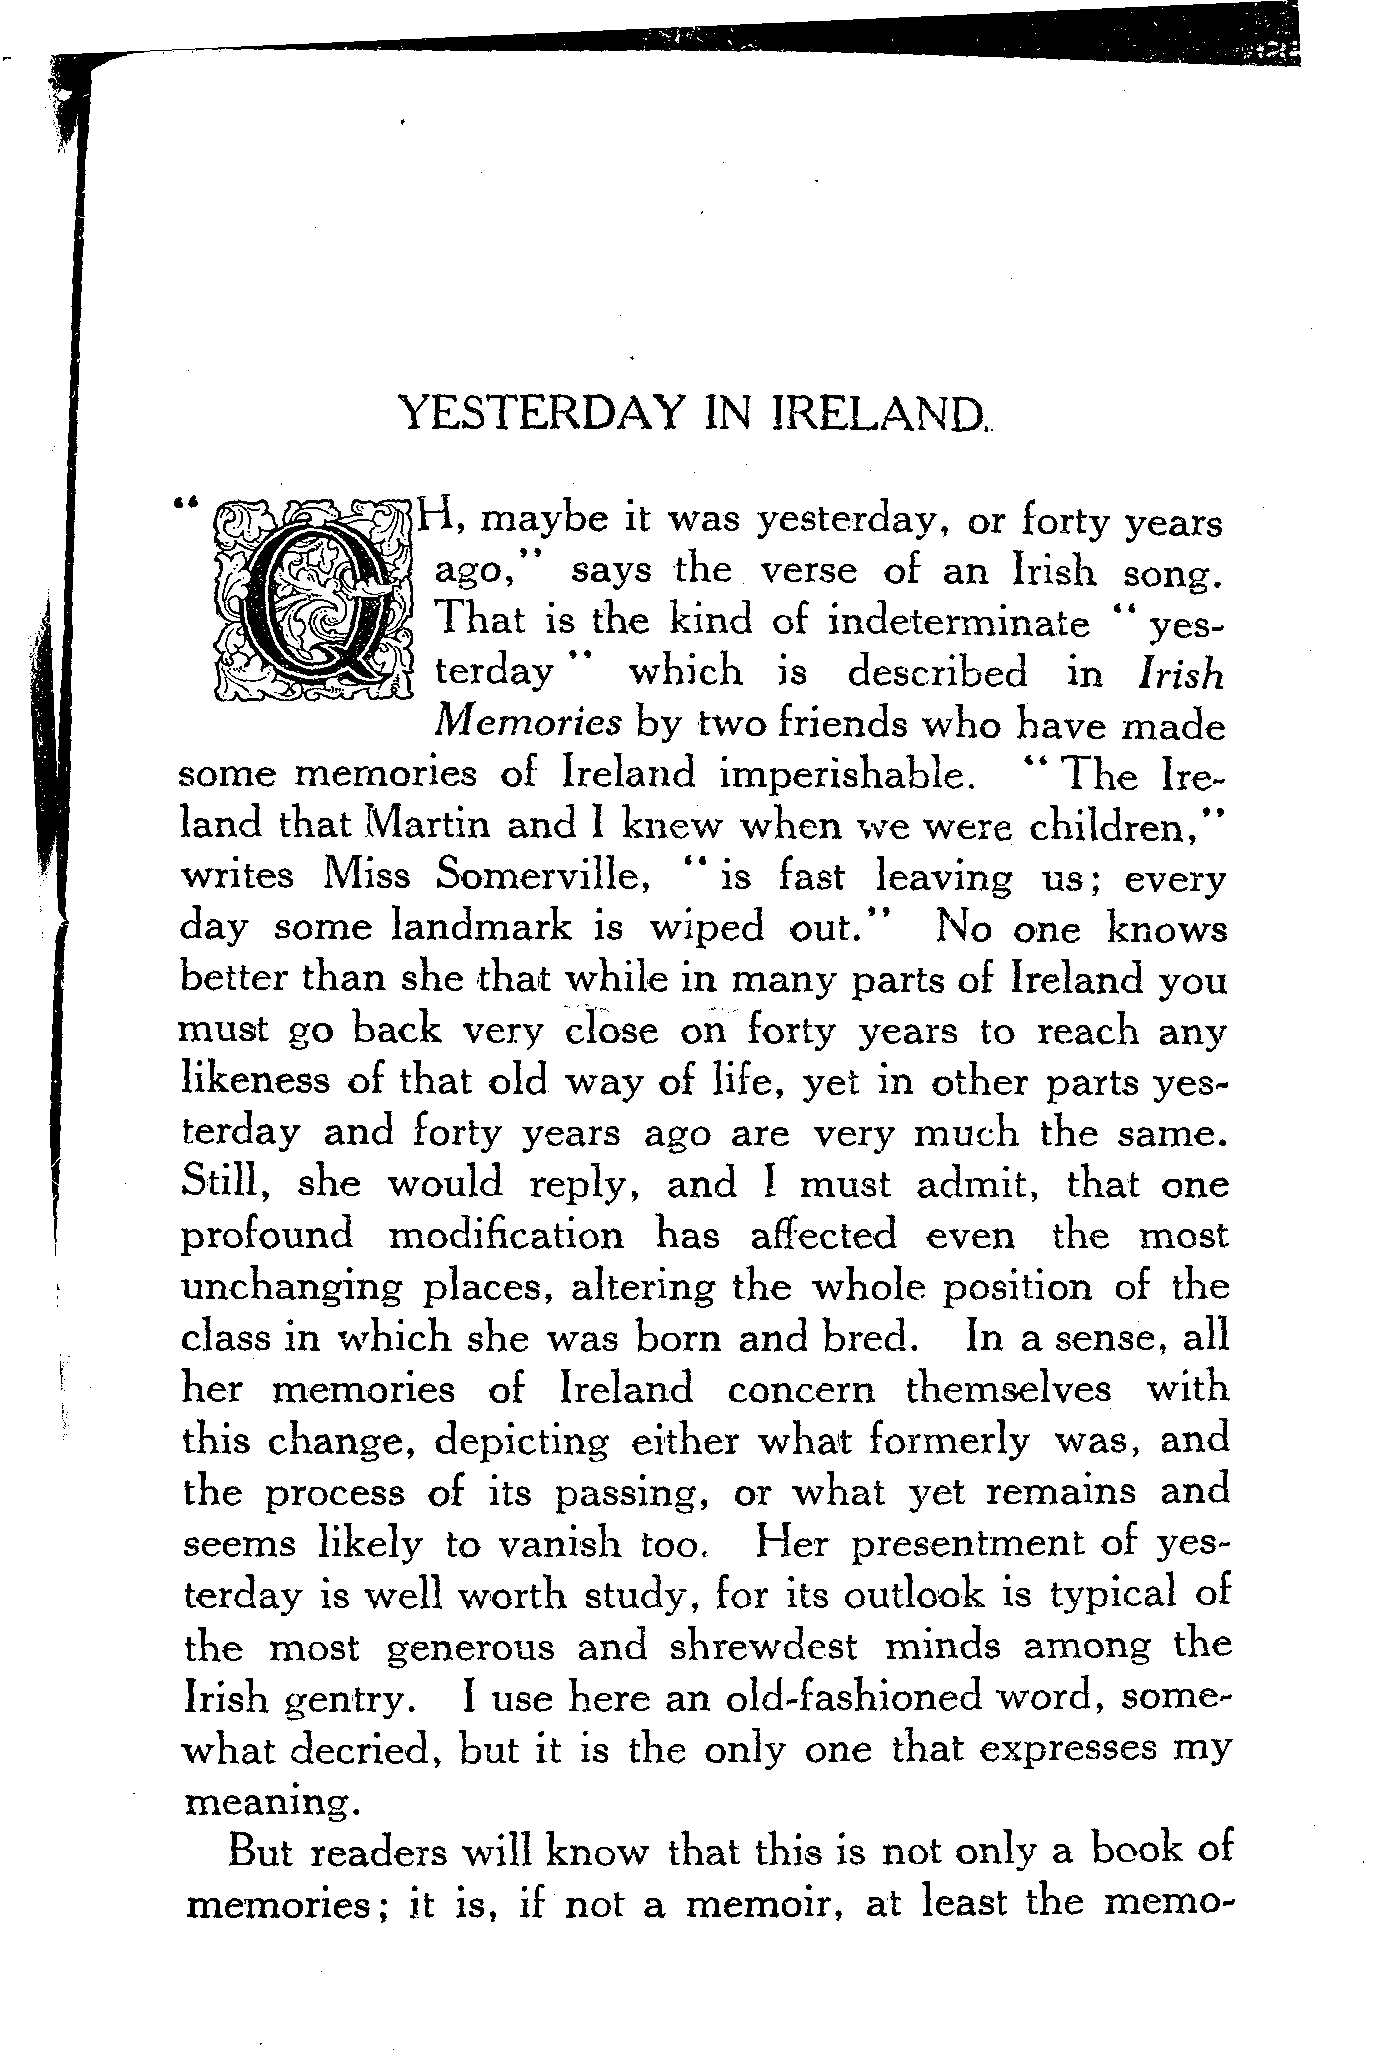 YESTERDAY IN IRELAND.
“QH, maybe it was yesterday, or forty years
ago,” says the verse of an Irish song.
That is the kind of indeterminate “yes-
terday” which is described in Irish
Memories by two friends who have made
some memories of Ireland imperishable. “The Ire-
land that Martin and I knew when we were children,”
writes Miss Somerville, “is fast leaving us; every
day some landmark is wiped out.” No one knows
better than she that while in many parts of Ireland you
must go back very close on forty years to reach any
likeness of that old way of life, yet in other parts yes-
terday and forty years ago are very much the same.
Still, she would reply, and I must admit, that one
profound modification has affected even the most
unchanging places, altering the whole position of the
class in which she was born and bred. In a sense, all
her memories of Ireland concern themselves with
this change, depicting either what formerly was, and
the process of its passing, or what yet remains and
seems likely to vanish too. Her presentment of yes-
terday is well worth study, for its outlook is typical of
the most generous and shrewdest minds among the
Irish gentry. I use here an old-fashioned word, some-
what decried, but it is the only one that expresses my
meaning.
But readers will know that this is not only a book of
memories; it is, if not a memoir, at least the memo-